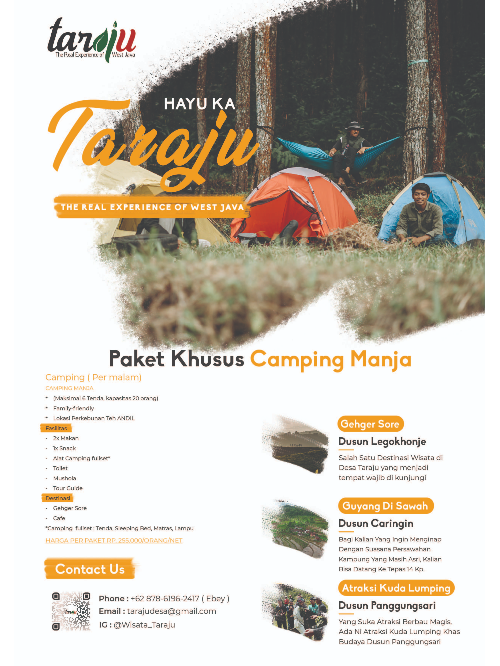 taraju
The Real Experience of West Java
HAYU KA
Taraju
THE REAL EXPERIENCE OF WEST JAVA
Paket Khusus Camping Manja
Camping ( Per malam)
CAMPING MANJA
* (Maksimal 6 Tenda, kapasitas 20 orang)
* Family-friendly
* Lokasi Perkebunan Teh ANDIL
Fasilitas
- 2x Makan
- 1x Snack
- Alat Camping fullset*
- Toilet
- Mushola
- Tour Guide
Destinasi
- Gehger Sore
- Cafe
*Camping fullset : Tenda, Sleeping Bed, Matras, Lampu
HARGA PER PAKET RP. 255.000/ORANG/NET
Contact Us
Phone : +62 878-6196-2417 ( Ebey )
Email : tarajudesa@gmail.com
IG : @Wisata_Taraju
Gehger Sore
Dusun Legokhonje
Salah Satu Destinasi Wisata di
Desa Taraju yang menjadi
tempat wajib di kunjungi
Guyang Di Sawah
Dusun Caringin
Bagi Kalian Yang Ingin Menginap
Dengan Suasana Persawahan
Kampung Yang Masih Asri, Kalian
Bisa Datang Ke Tepas 14 Kp.
Atraksi Kuda Lumping
Dusun Panggungsari
Yang Suka Atraksi Berbau Magis,
Ada Ni Atraksi Kuda Lumping Khas
Budaya Dusun Panggungsari